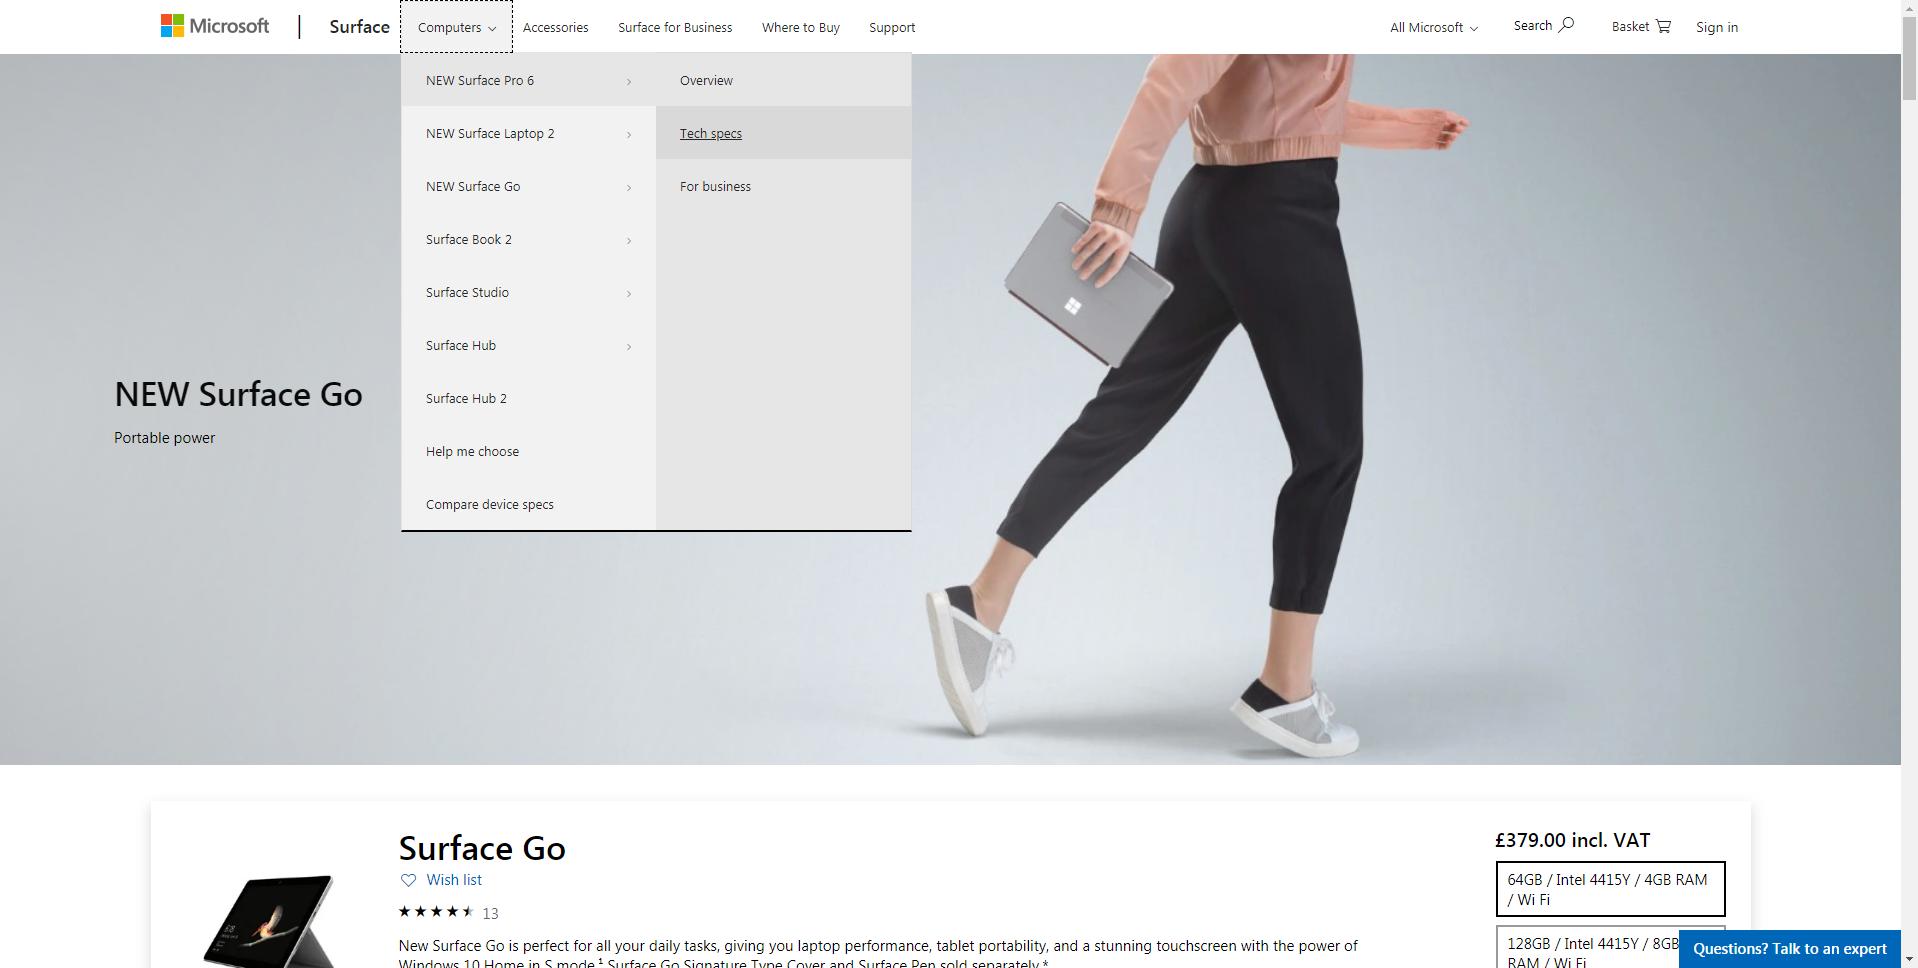 Microsoft
Surface
Computers
Accessories
Surface for Business
Where to Buy
Support
All Microsoft
Search
Basket
Sign in
NEW Surface Pro 6
Overview
NEW Surface Laptop 2
Tech specs
NEW Surface Go
For business
Surface Book 2
Surface Studio
Surface Hub
Surface Hub 2
Help me choose
Compare device specs
NEW Surface Go
Portable power
Surface Go
Wish list
13
New Surface Go is perfect for all your daily tasks, giving you laptop performance, tablet portability, and a stunning touchscreen with the power of
Windows 10 Home in S mode.¹ Surface Go Signature Type Cover and Surface Pen sold separately.*
£379.00 incl. VAT
64GB / Intel 4415Y / 4GB RAM
/ Wi Fi
128GB / Intel 4415Y / 8GB
RAM / Wi Fi
Questions? Talk to an expert